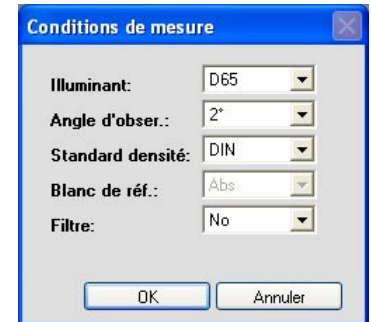 Conditions de mesure
Illuminant: D65
Angle d'obser.: 2°
Standard densité: DIN
Blanc de réf.: Abs
Filtre: No
OK Annuler